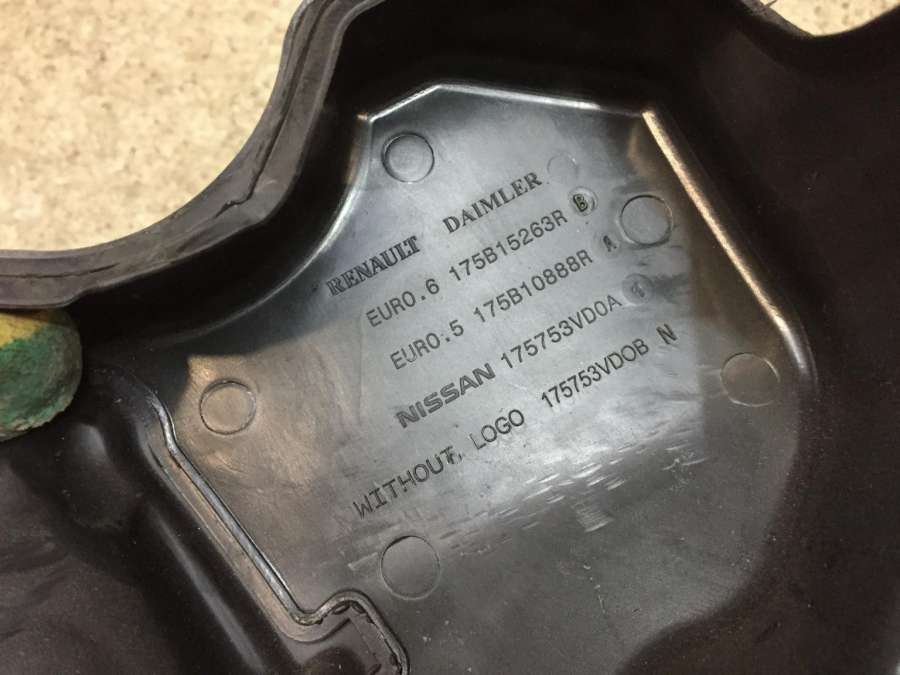 RENAULT DAIMLER
EURO.6 175B15263R B
EURO.5 175B10888R A
NISSAN 175753VD0A
WITHOUT LOGO 175753VD0B N